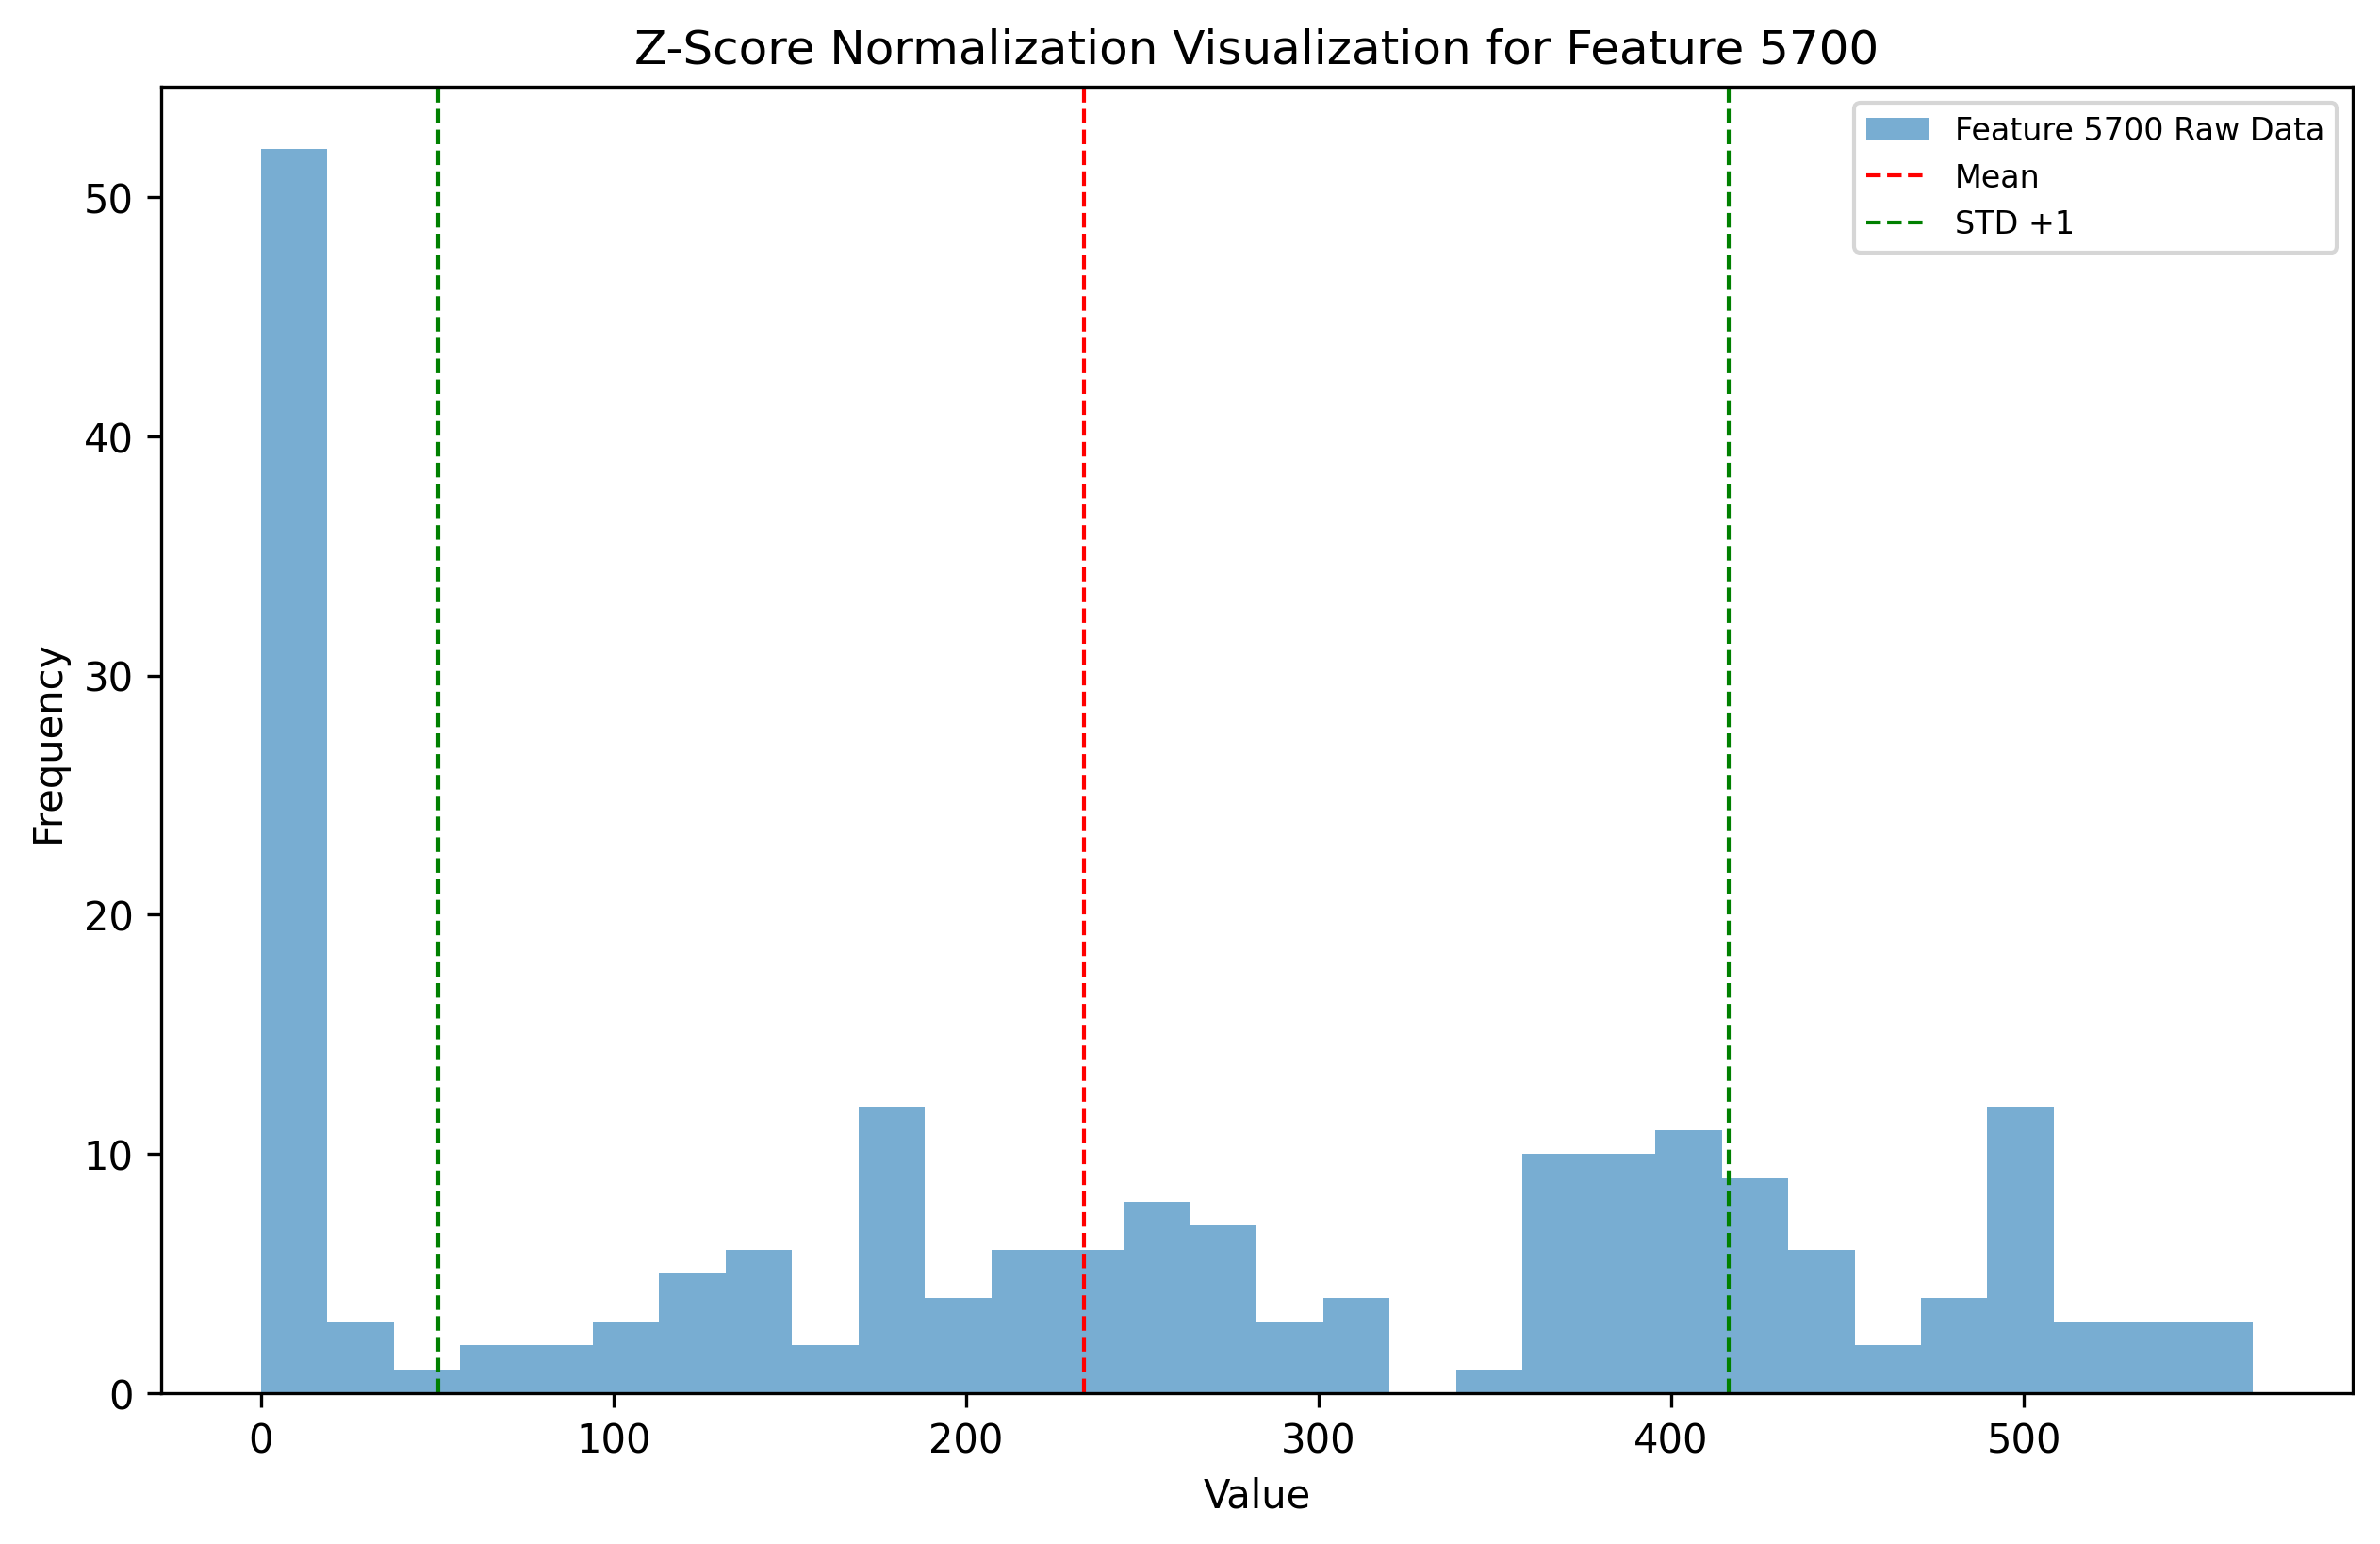 Z-Score Normalization Visualization for Feature 5700
Feature 5700 Raw Data
Mean
STD +1
Frequency
50
40
30
20
10
0
0 100 200 300 400 500
Value